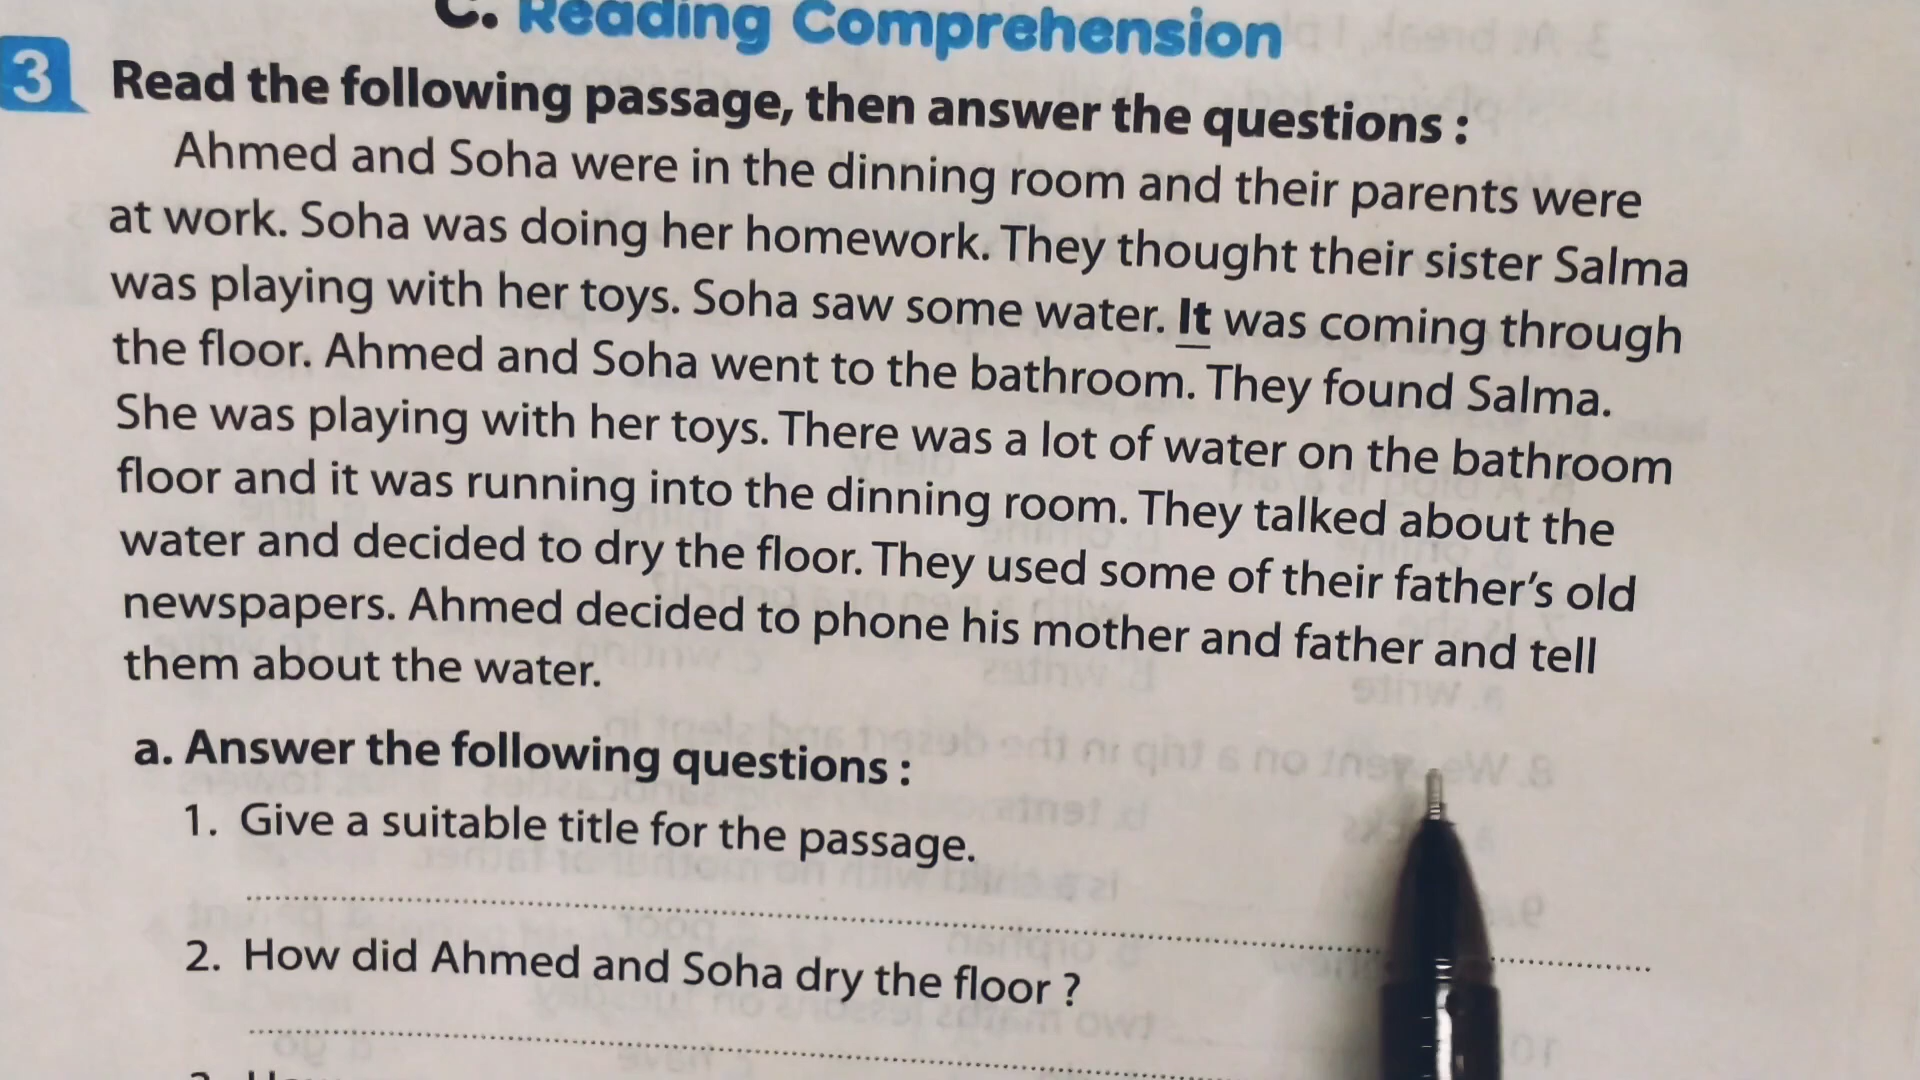 C. Reading Comprehension
3 Read the following passage, then answer the questions :
Ahmed and Soha were in the dinning room and their parents were
at work. Soha was doing her homework. They thought their sister Salma
was playing with her toys. Soha saw some water. It was coming through
the floor. Ahmed and Soha went to the bathroom. They found Salma.
She was playing with her toys. There was a lot of water on the bathroom
floor and it was running into the dinning room. They talked about the
water and decided to dry the floor. They used some of their father's old
newspapers. Ahmed decided to phone his mother and father and tell
them about the water.
a. Answer the following questions :
1. Give a suitable title for the passage.
2. How did Ahmed and Soha dry the floor ?